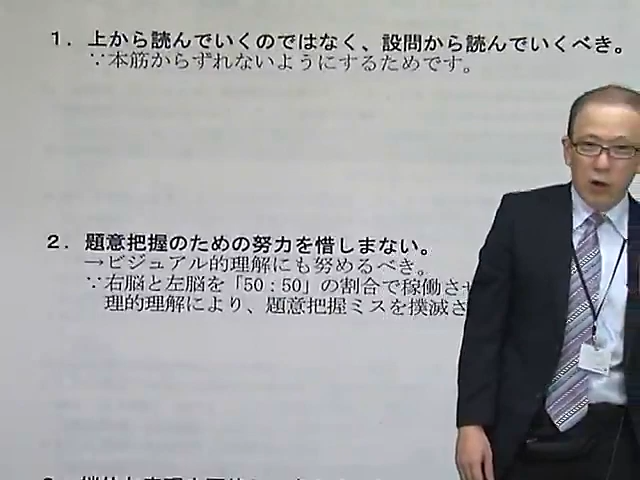 1．上から読んでいくのではなく、設問から読んでいくべき。
∵本筋からずれないようにするためです。
2．題意把握のための努力を惜しまない。
→ビジュアル的理解にも努めるべき。
∵右脳と左脳を「50：50」の割合で稼働させ
理的理解により、題意把握ミスを撲滅さ